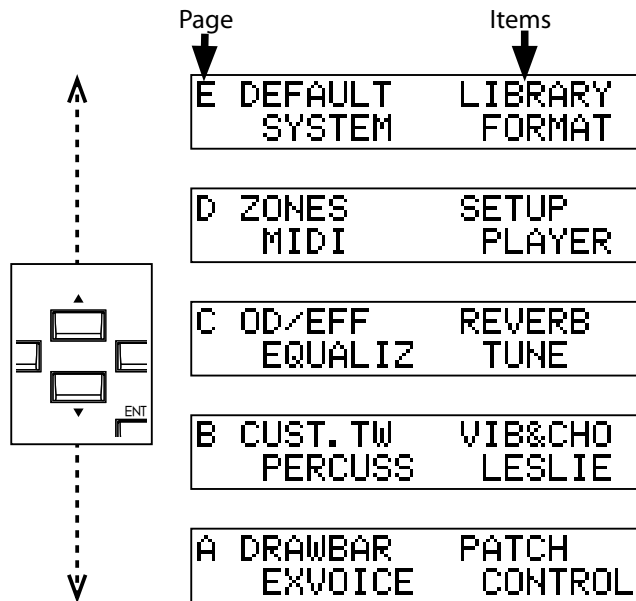 Page Items
E DEFAULT LIBRARY
SYSTEM FORMAT
D ZONES SETUP
MIDI PLAYER
C OD/EFF REVERB
EQUALIZ TUNE
B CUST.TW VIB&CHO
PERCUSS LESLIE
A DRAWBAR PATCH
EXVOICE CONTROL
ENT